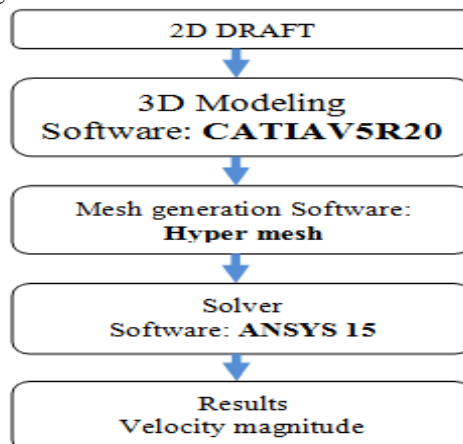 2D DRAFT
3D Modeling
Software: CATIAV5R20
Mesh generation Software:
Hyper mesh
Solver
Software: ANSYS 15
Results
Velocity magnitude